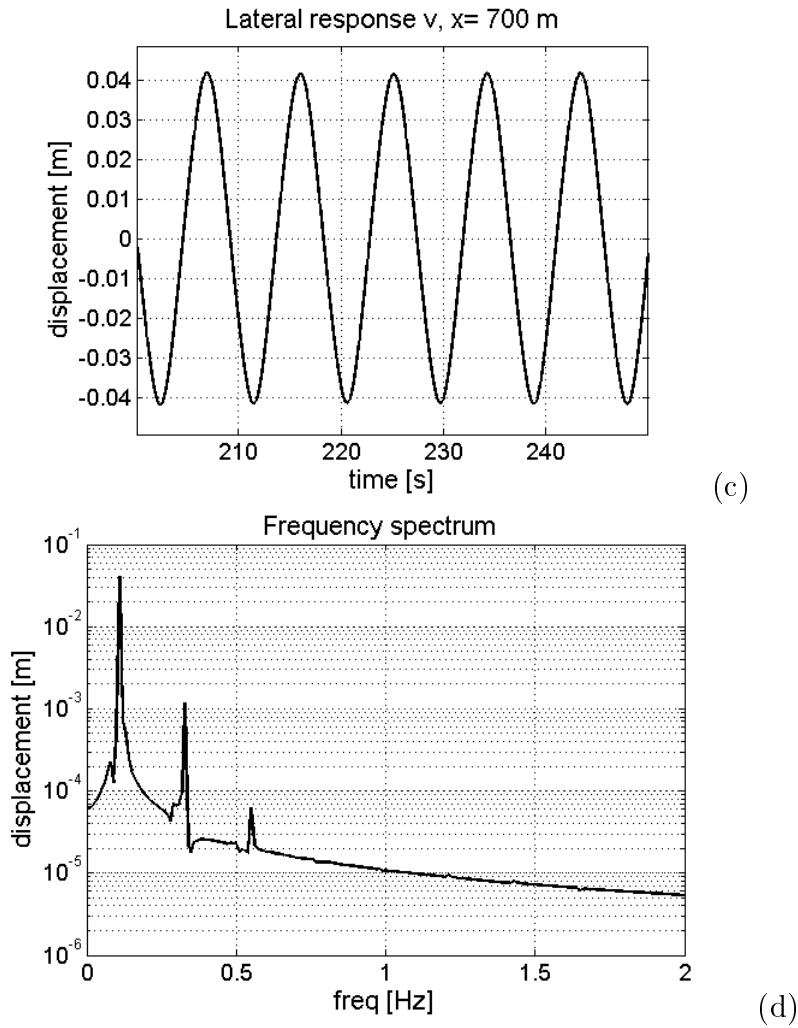 Lateral response v, x= 700 m
0.04
0.03
0.02
0.01
0
-0.01
-0.02
-0.03
-0.04
displacement [m]
210 220 230 240
time [s]
(c)
Frequency spectrum
10^-1
10^-2
10^-3
10^-4
10^-5
10^-6
displacement [m]
0 0.5 1 1.5 2
freq [Hz]
(d)